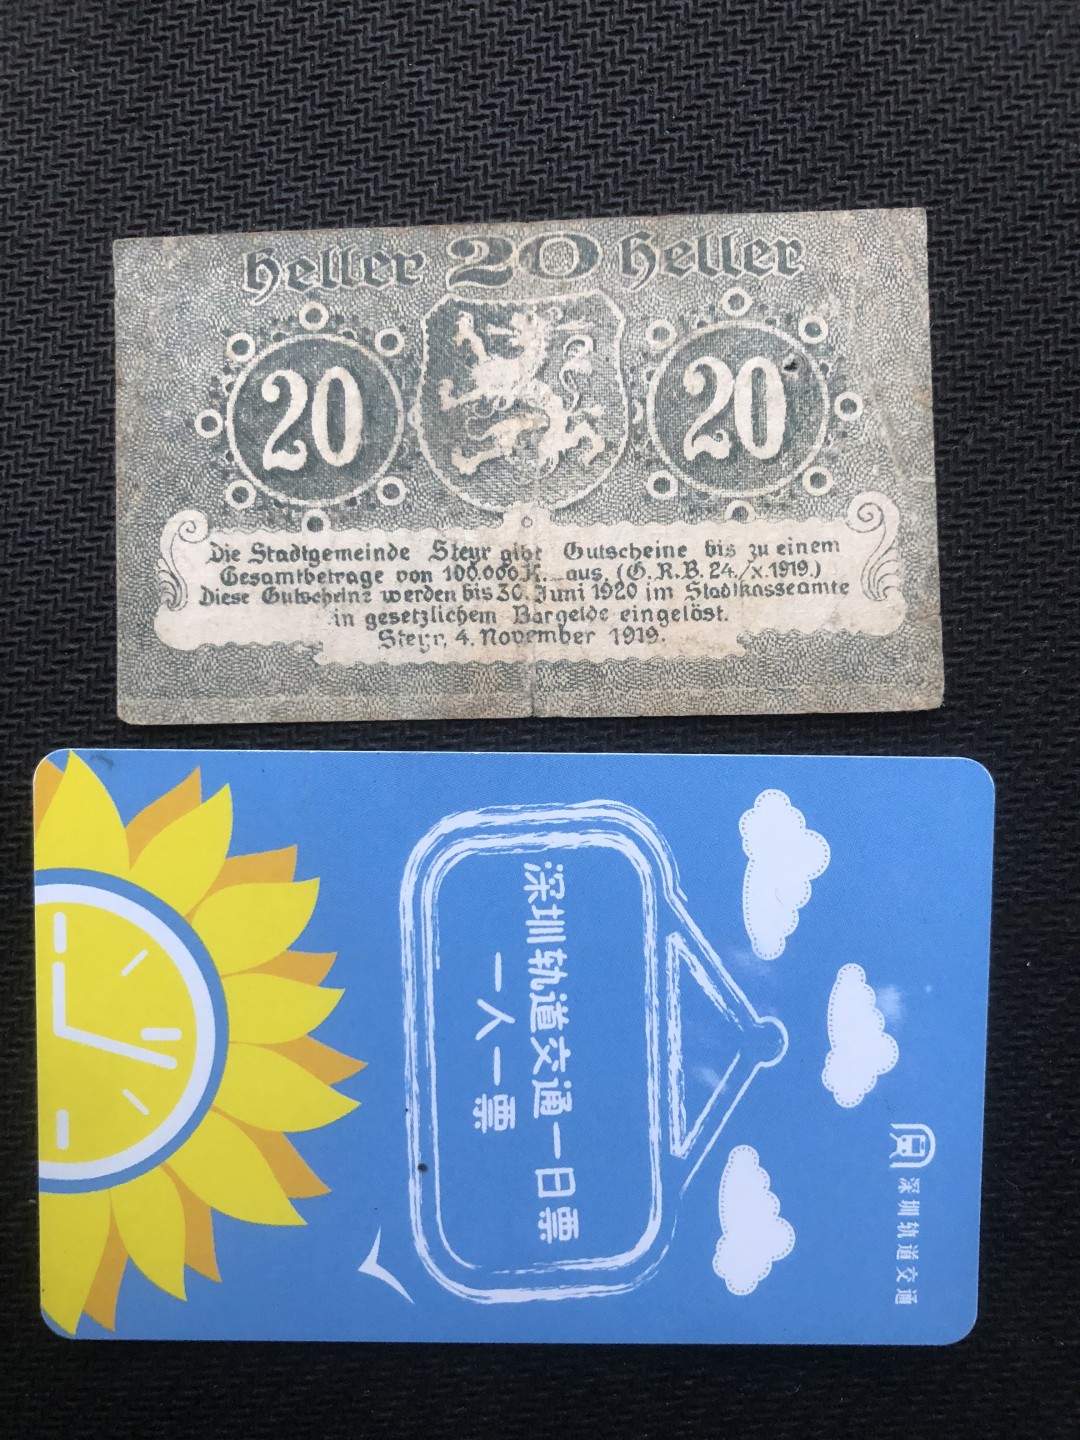 Heller 20 Heller
20 20
Die Stadtgemeinde Steyr gibt Gutscheine bis zu einem
Gesamtbetrage von 100.000 K. aus. (G. R. B. 24./X. 1919.)
Diese Gutscheine werden bis 30. Juni 1920 im Stadtkasseamte
in gesetzlichem Bargelde eingelöst.
Steyr, 4. November 1919.
深圳轨道交通
深圳轨道交通一日票
一人一票